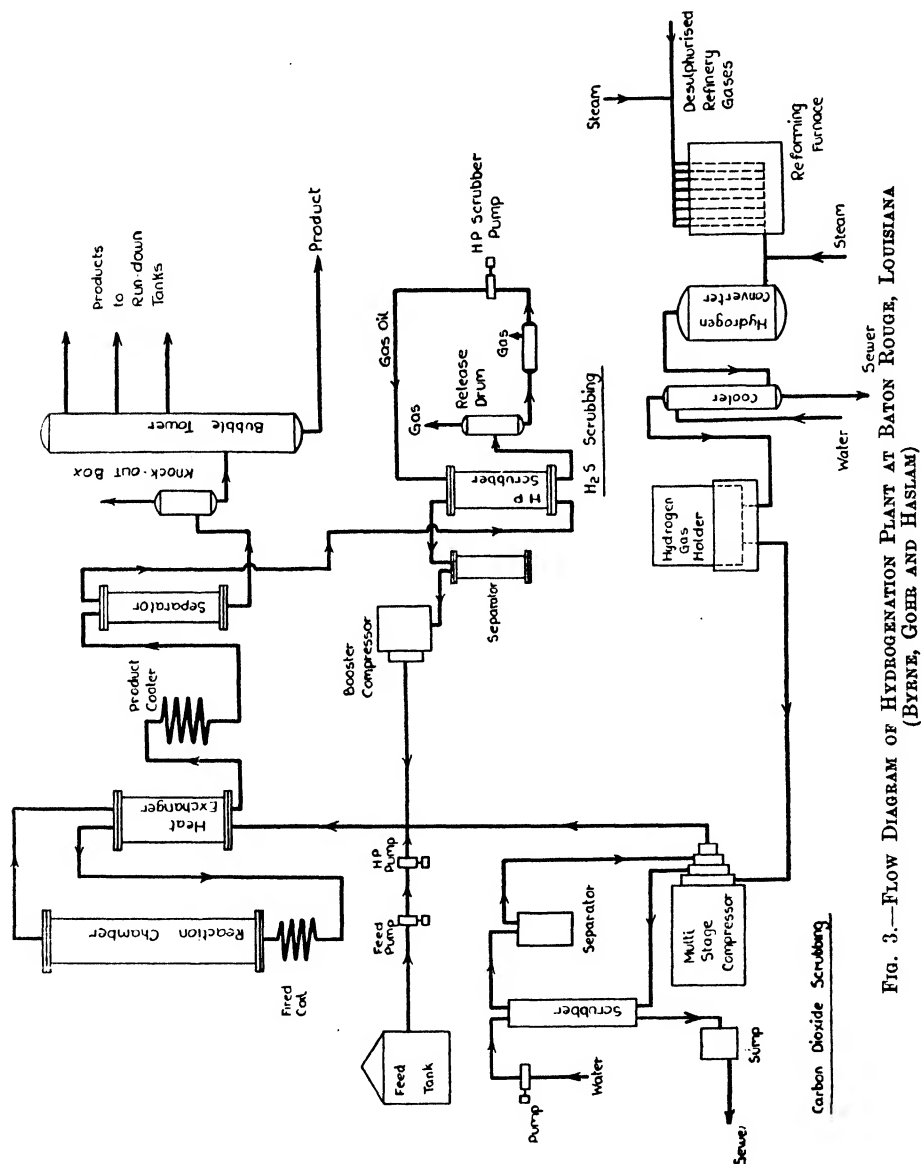 Reaction Chamber
Fired Coil
Heat
Exchanger
Product
Cooler
Separator
Knock-out Box
Bubble Tower
Products
to
Run-down
Tanks
Product
Feed
Tank
Feed
Pump
HP
Pump
Booster
Compressor
Separator
HP
Scrubber
Gas Oil
Gas
Release
Drum
Gas
HP Scrubber
Pump
H2S Scrubbing
Pump
Water
Scrubber
Separator
Sump
Sewer
Multi
Stage
Compressor
Carbon Dioxide Scrubbing
Hydrogen
Gas
Holder
Cooler
Water
Sewer
Hydrogen
Converter
Steam
Reforming
Furnace
Steam
Desulphurised
Refinery
Gases
Fig. 3.—Flow Diagram of Hydrogenation Plant at Baton Rouge, Louisiana
(Byrne, Gohr and Haslam)